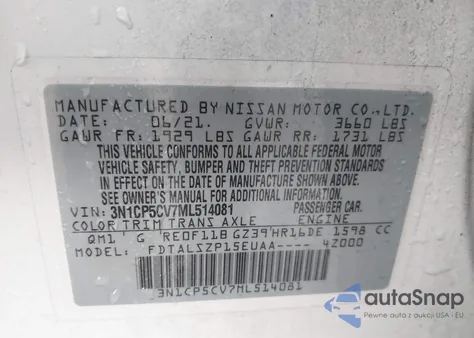 MANUFACTURED BY NISSAN MOTOR CO.,LTD.
DATE: 06/21. GVWR: 3660 LBS
GAWR FR: 1929 LBS GAWR RR: 1731 LBS
THIS VEHICLE CONFORMS TO ALL APPLICABLE FEDERAL MOTOR
VEHICLE SAFETY, BUMPER AND THEFT PREVENTION STANDARDS
IN EFFECT ON THE DATE OF MANUFACTURE SHOWN ABOVE.
SEE OWNER'S MANUAL FOR ADDITIONAL INFORMATION
VIN: 3N1CP5CV7ML514081 PASSENGER CAR.
COLOR TRIM TRANS AXLE ENGINE
QM1 G RE0F11B GZ39 HR16DE 1598 CC
MODEL: FDTALSZP15EUAA---- 4Z000
3N1CP5CV7ML514081
autoSnap
Pewne auta z aukcji USA • EU • UAE